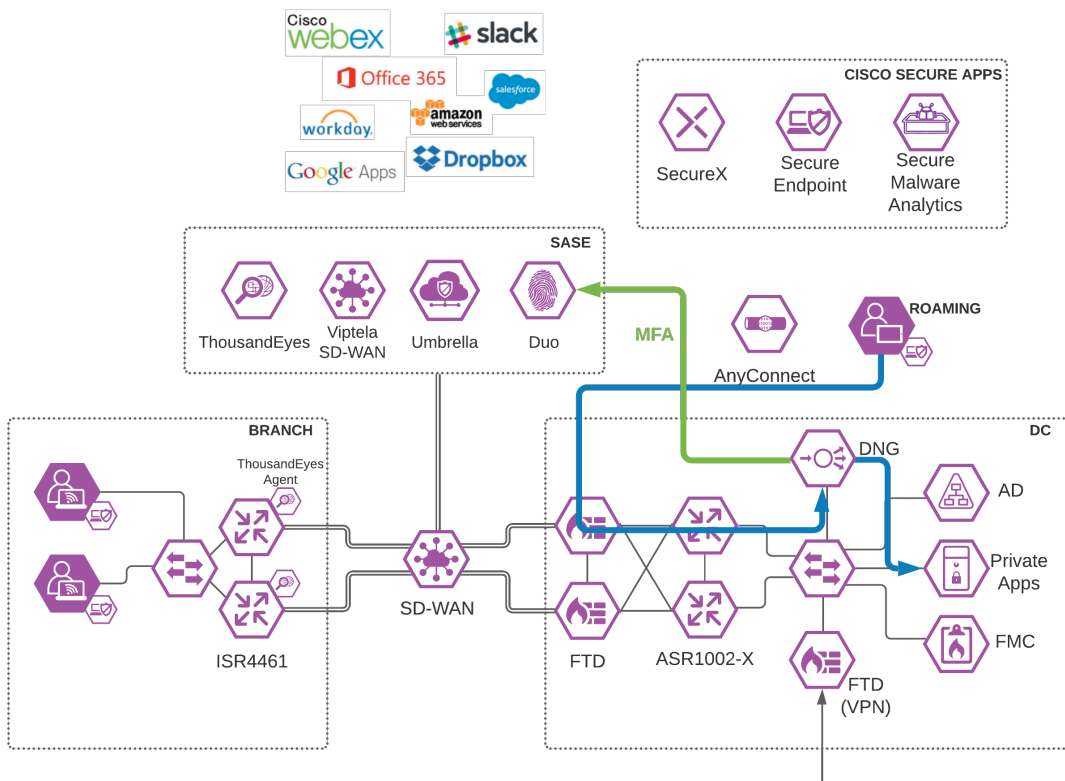 Cisco
webex
slack
Office 365
salesforce
workday.
amazon
web services
Google Apps
Dropbox
CISCO SECURE APPS
SecureX
Secure
Endpoint
Secure
Malware
Analytics
SASE
ThousandEyes
Viptela
SD-WAN
Umbrella
Duo
MFA
AnyConnect
ROAMING
BRANCH
ThousandEyes
Agent
ISR4461
SD-WAN
DC
DNG
AD
Private
Apps
FMC
FTD
ASR1002-X
FTD
(VPN)